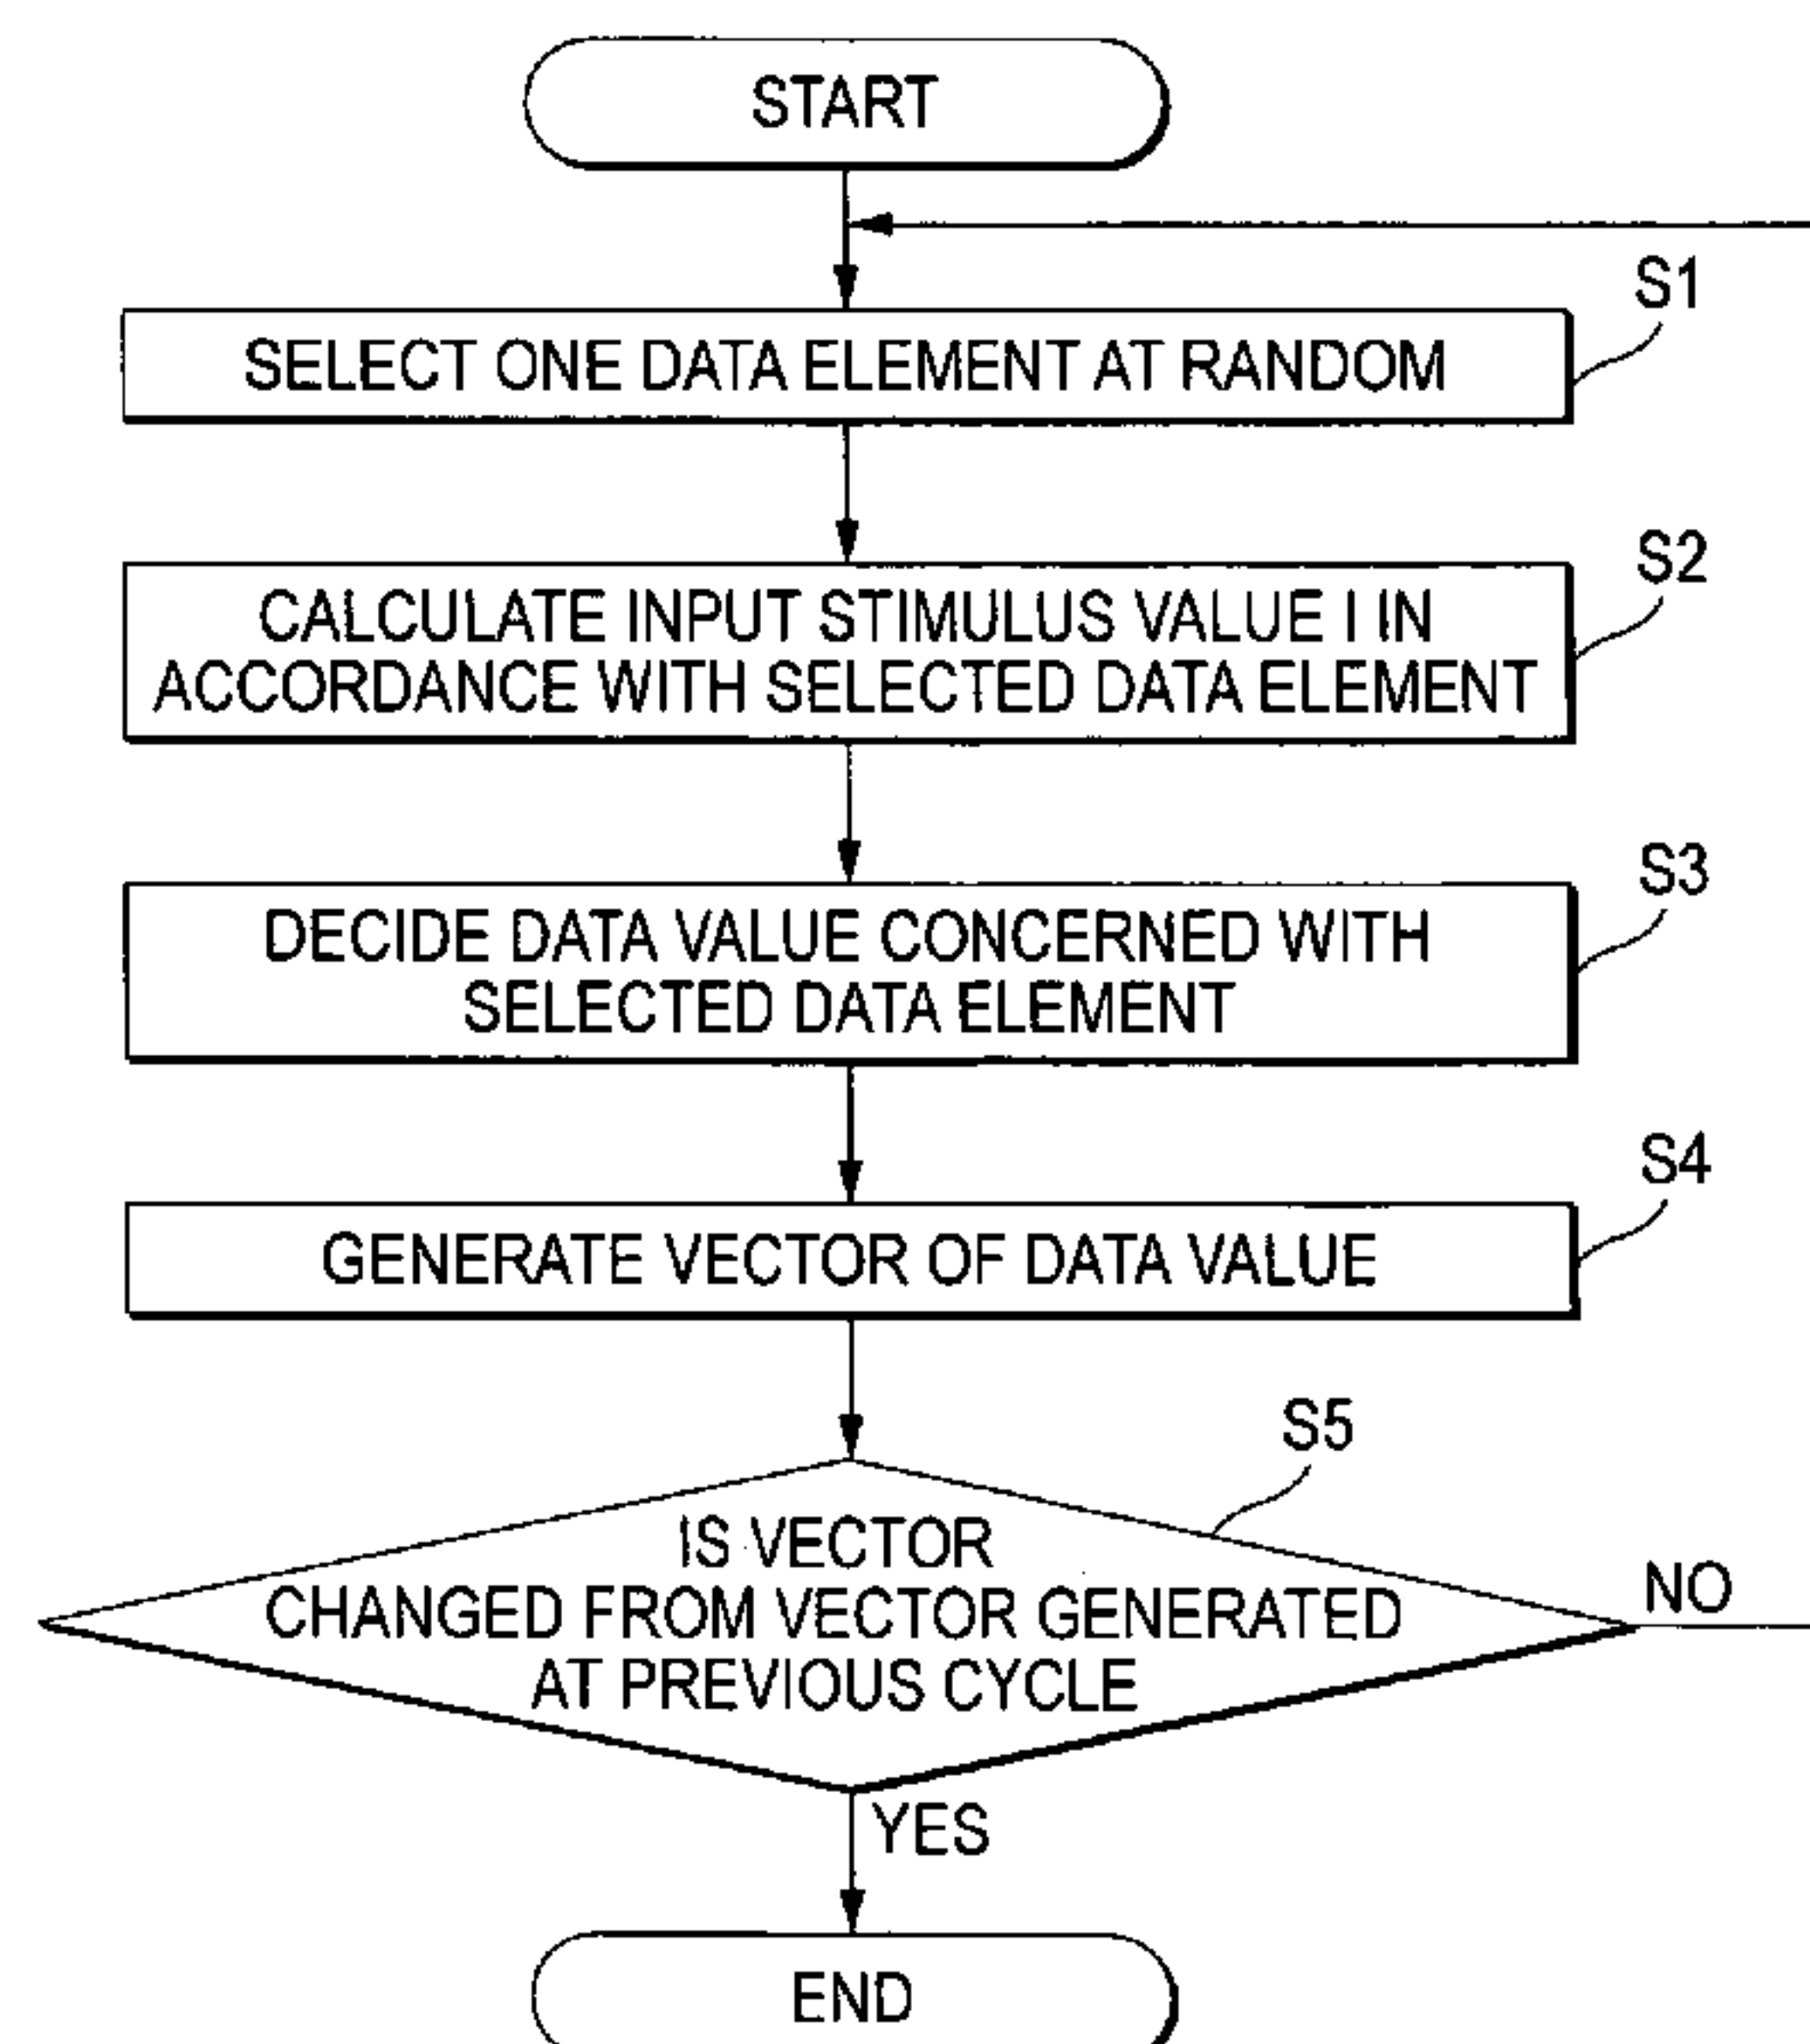 START
S1
SELECT ONE DATA ELEMENT AT RANDOM
S2
CALCULATE INPUT STIMULUS VALUE I IN
ACCORDANCE WITH SELECTED DATA ELEMENT
S3
DECIDE DATA VALUE CONCERNED WITH
SELECTED DATA ELEMENT
S4
GENERATE VECTOR OF DATA VALUE
S5
IS VECTOR
CHANGED FROM VECTOR GENERATED
AT PREVIOUS CYCLE
NO
YES
END